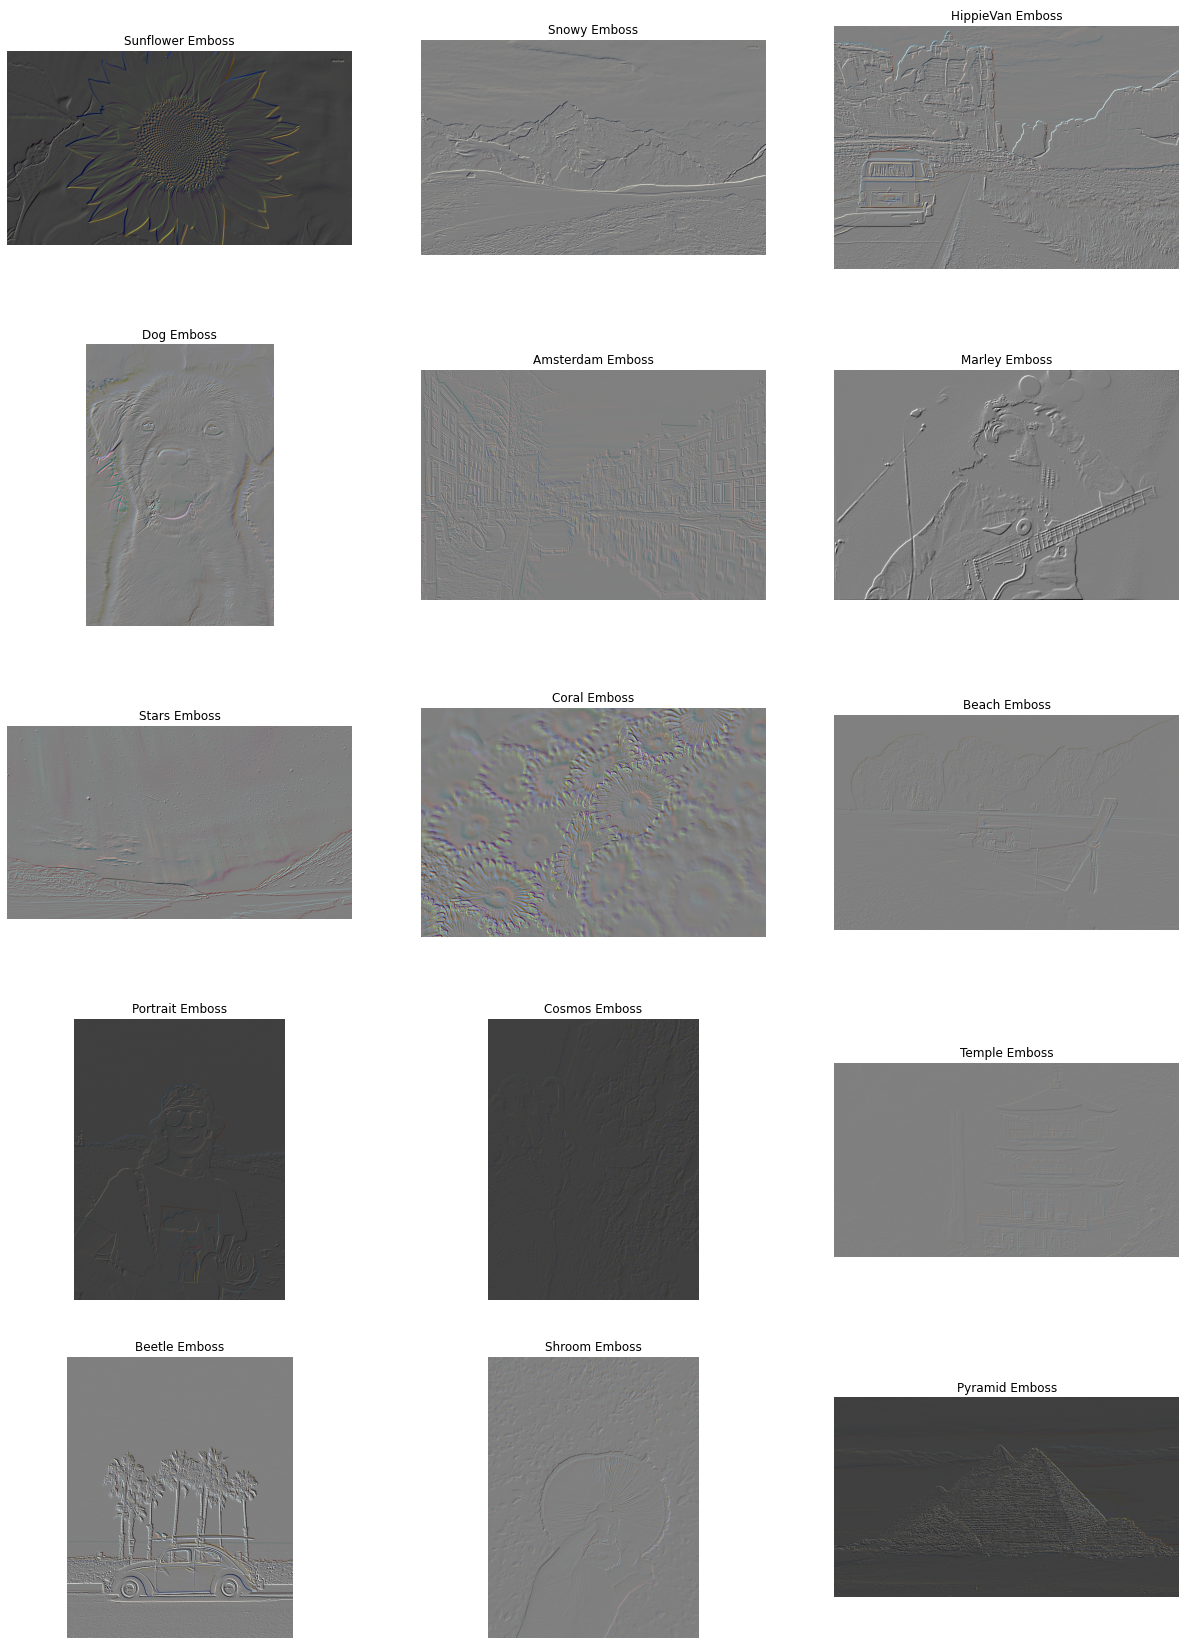 Sunflower Emboss
Snowy Emboss
HippieVan Emboss
Dog Emboss
Amsterdam Emboss
Marley Emboss
Stars Emboss
Coral Emboss
Beach Emboss
Portrait Emboss
Cosmos Emboss
Temple Emboss
Beetle Emboss
Shroom Emboss
Pyramid Emboss